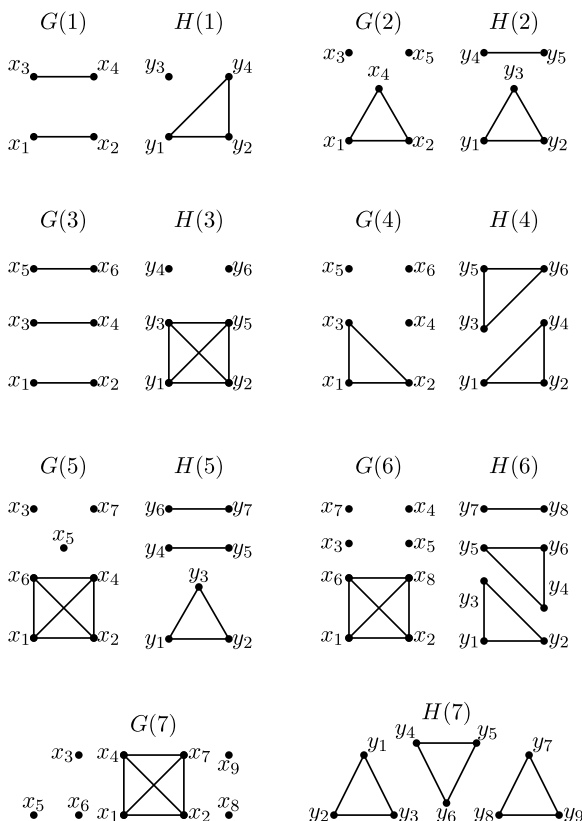 G(1) H(1) G(2) H(2)
x₃ x₄ y₃ y₄ x₃ x₅ y₄ y₅
x₄ y₃
x₁ x₂ y₁ y₂ x₁ x₂ y₁ y₂
G(3) H(3) G(4) H(4)
x₅ x₆ y₄ y₆ x₅ x₆ y₅ y₆
x₃ x₄ y₃ y₅ x₃ x₄ y₃ y₄
x₁ x₂ y₁ y₂ x₁ x₂ y₁ y₂
G(5) H(5) G(6) H(6)
x₃ x₇ y₆ y₇ x₇ x₄ y₇ y₈
x₅ y₄ y₅ x₃ x₅ y₅ y₆
x₆ x₄ y₃ x₆ x₈ y₃ y₄
x₁ x₂ y₁ y₂ x₁ x₂ y₁ y₂
G(7) H(7)
x₃ x₄ x₇ x₉ y₁ y₄ y₅ y₇
x₅ x₆ x₁ x₂ x₈ y₂ y₃ y₆ y₈ y₉